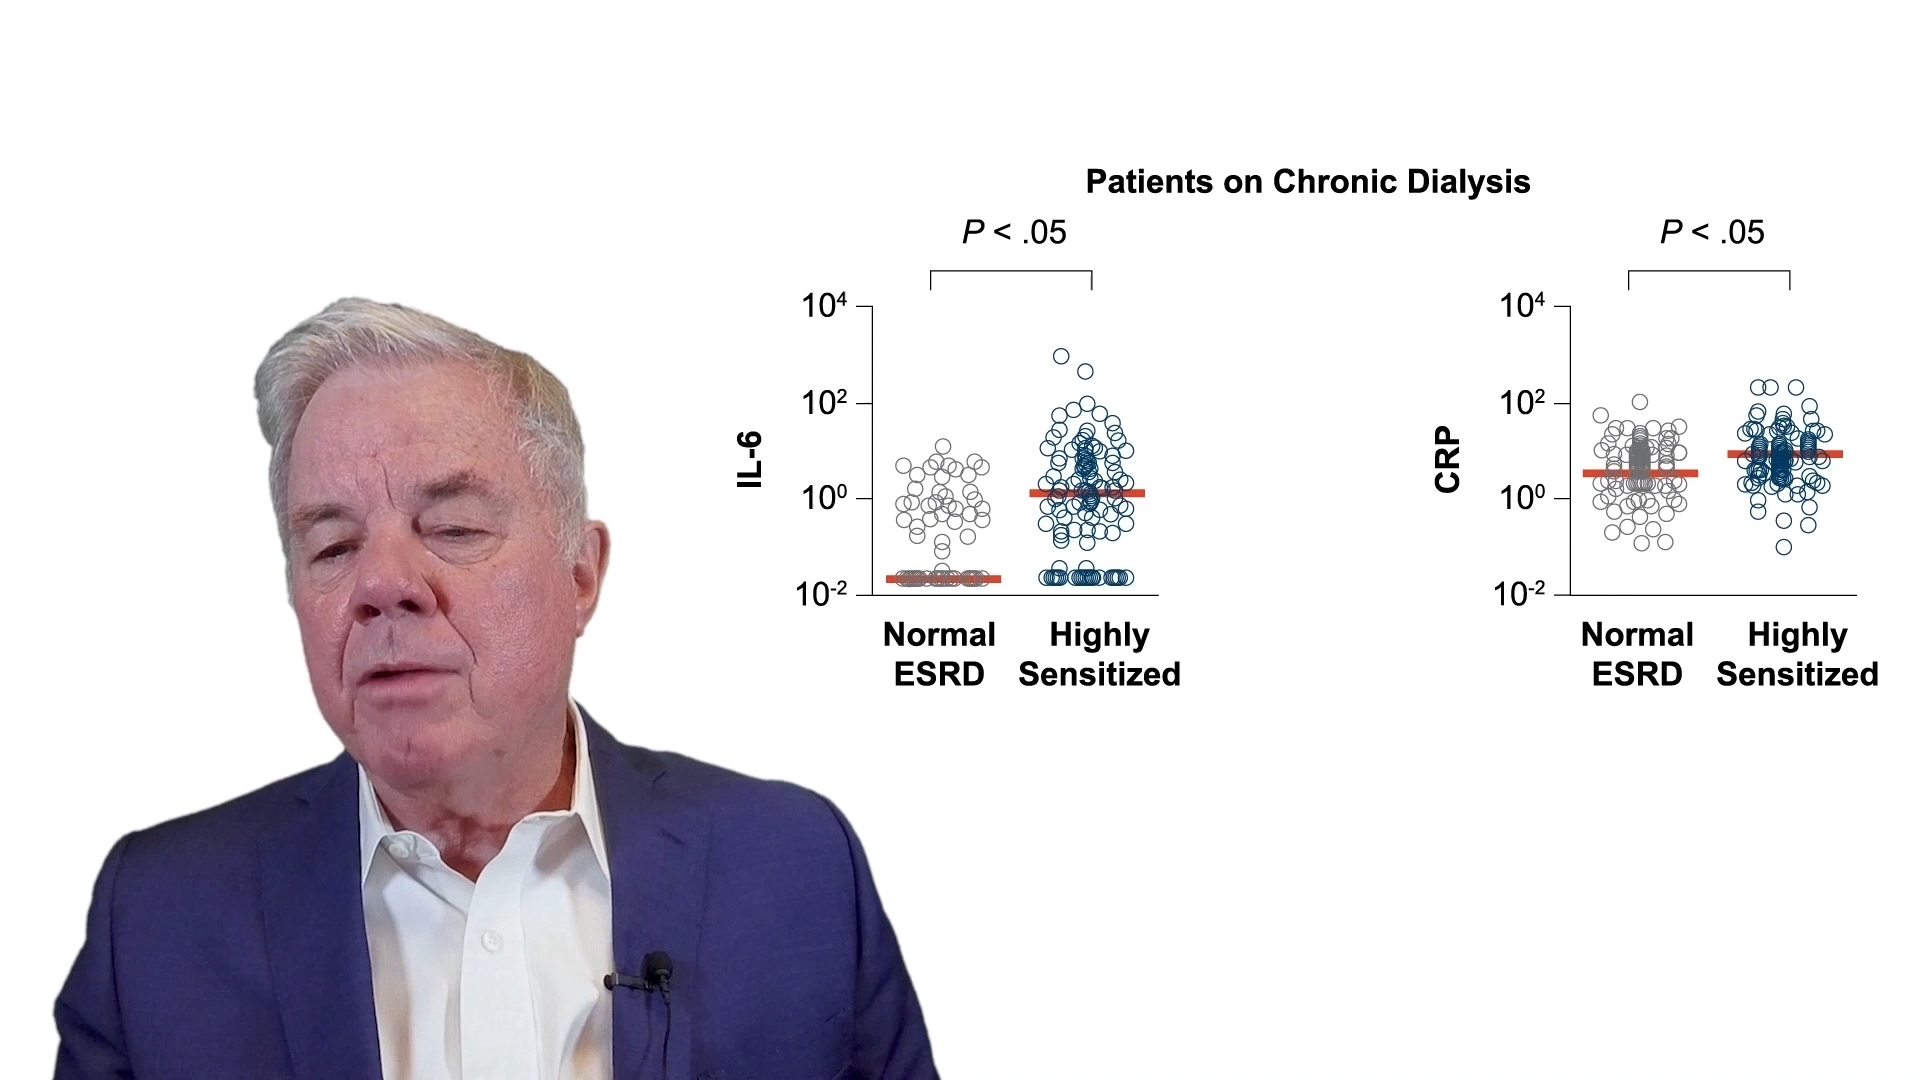 Patients on Chronic Dialysis
P < .05
IL-6
10⁴
10²
10⁰
10⁻²
Normal
ESRD
Highly
Sensitized
P < .05
CRP
10⁴
10²
10⁰
10⁻²
Normal
ESRD
Highly
Sensitized